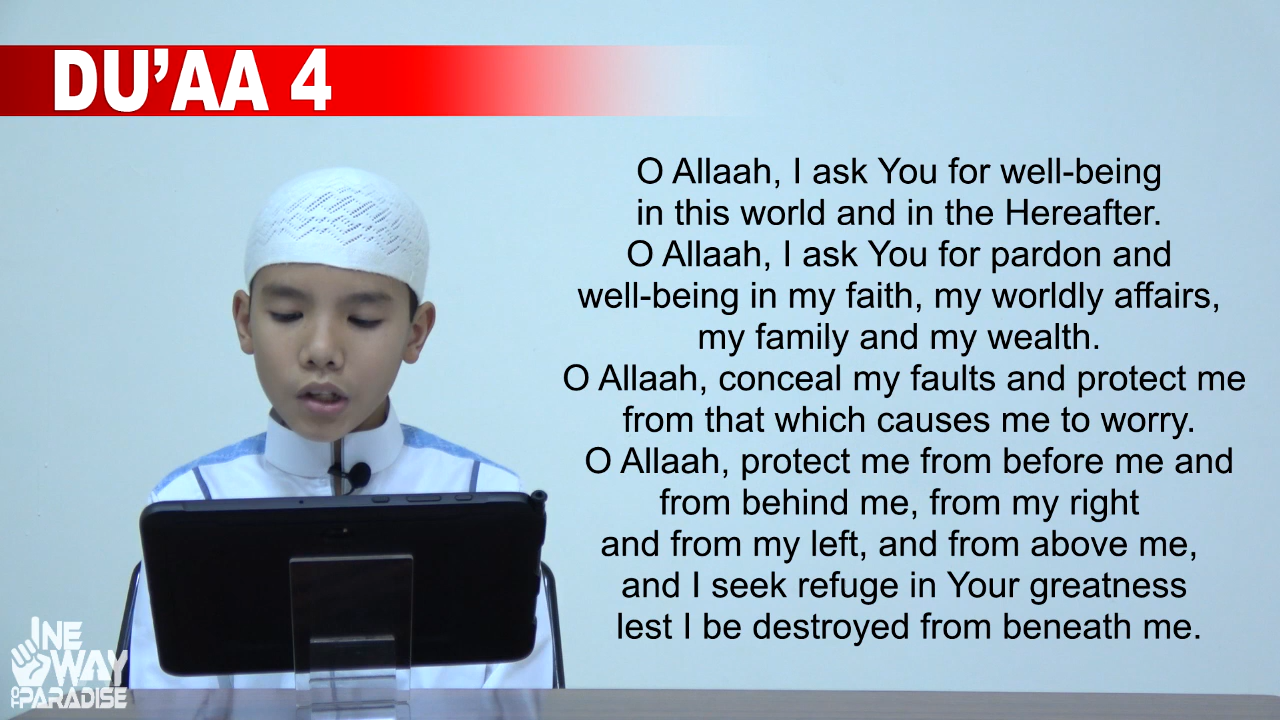 DU’AA 4
O Allaah, I ask You for well-being
in this world and in the Hereafter.
O Allaah, I ask You for pardon and
well-being in my faith, my worldly affairs,
my family and my wealth.
O Allaah, conceal my faults and protect me
from that which causes me to worry.
O Allaah, protect me from before me and
from behind me, from my right
and from my left, and from above me,
and I seek refuge in Your greatness
lest I be destroyed from beneath me.
ONE
WAY
TO PARADISE